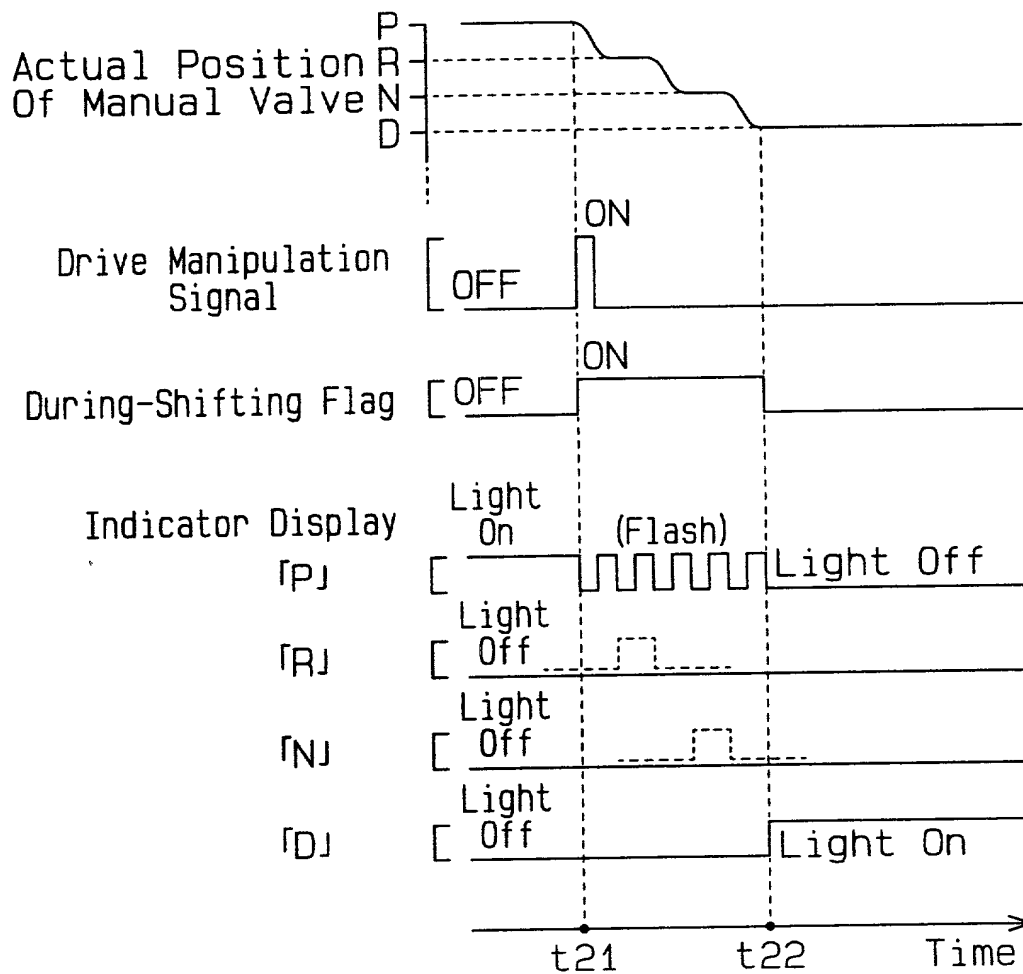 P
Actual Position R
Of Manual Valve N
D
ON
Drive Manipulation
Signal
OFF
ON
During-Shifting Flag
OFF
Indicator Display
Light
On
(Flash)
「P」
Light Off
Light
Off
「R」
Light
Off
「N」
Light
Off
「D」
Light On
t21
t22
Time